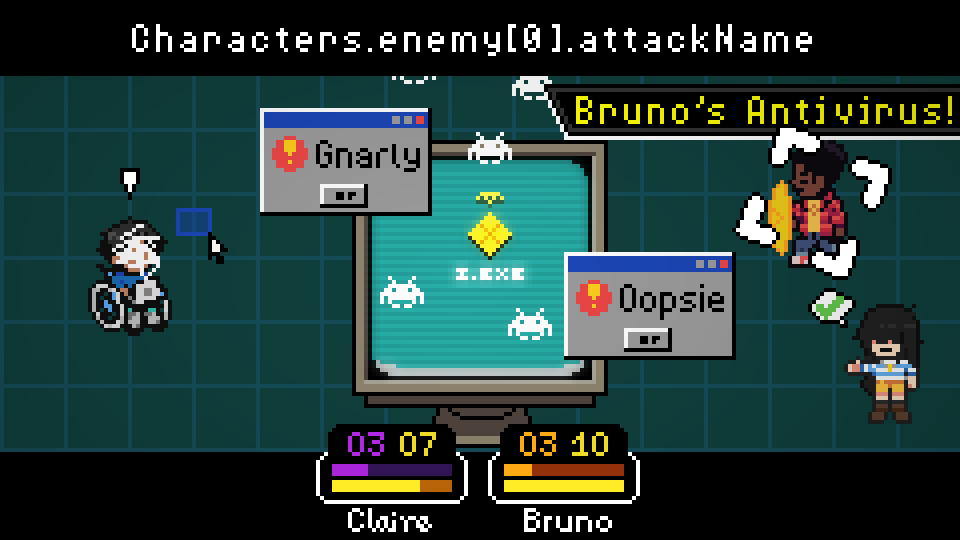 Characters.enemy[0].attackName
Bruno's Antivirus!
Gnarly
Z.EXE
Oopsie
03 07
03 10
Claire
Bruno